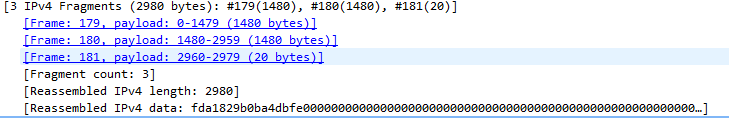 [3 IPv4 Fragments (2980 bytes): #179(1480), #180(1480), #181(20)]
[Frame: 179, payload: 0-1479 (1480 bytes)]
[Frame: 180, payload: 1480-2959 (1480 bytes)]
[Frame: 181, payload: 2960-2979 (20 bytes)]
[Fragment count: 3]
[Reassembled IPv4 length: 2980]
[Reassembled IPv4 data: fda1829b0ba4dbfe00000000000000000000000000000000000000000000000000000000…]